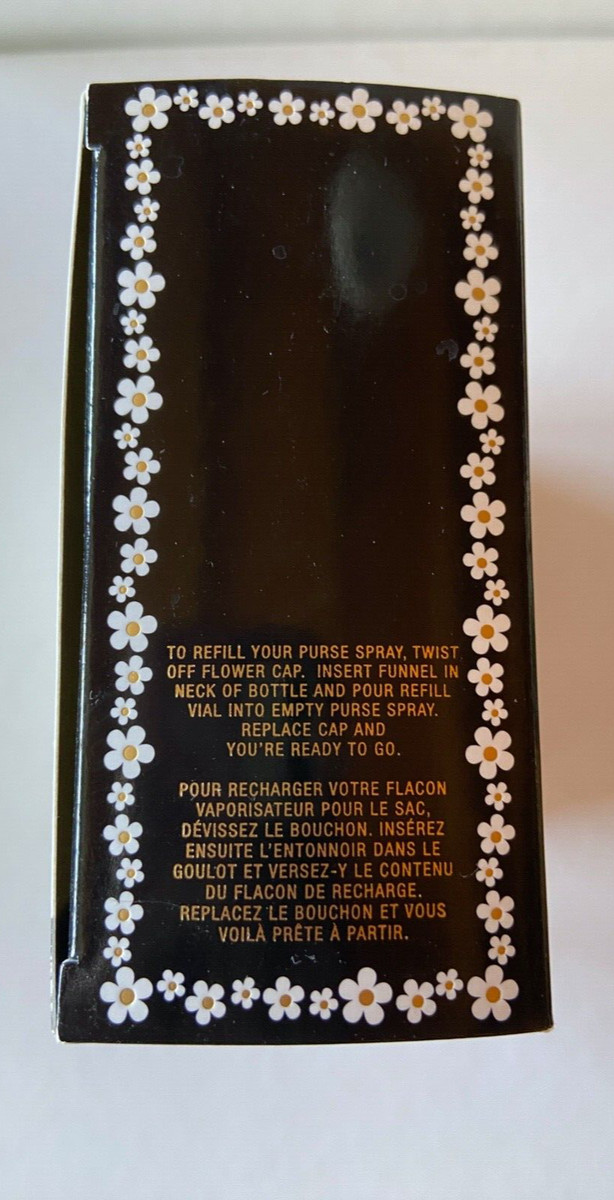 TO REFILL YOUR PURSE SPRAY, TWIST
OFF FLOWER CAP. INSERT FUNNEL IN
NECK OF BOTTLE AND POUR REFILL
VIAL INTO EMPTY PURSE SPRAY.
REPLACE CAP AND
YOU'RE READY TO GO.
POUR RECHARGER VOTRE FLACON
VAPORISATEUR POUR LE SAC,
DÉVISSEZ LE BOUCHON. INSÉREZ
ENSUITE L'ENTONNOIR DANS LE
GOULOT ET VERSEZ-Y LE CONTENU
DU FLACON DE RECHARGE.
REPLACEZ LE BOUCHON ET VOUS
VOILÀ PRÊTE À PARTIR.